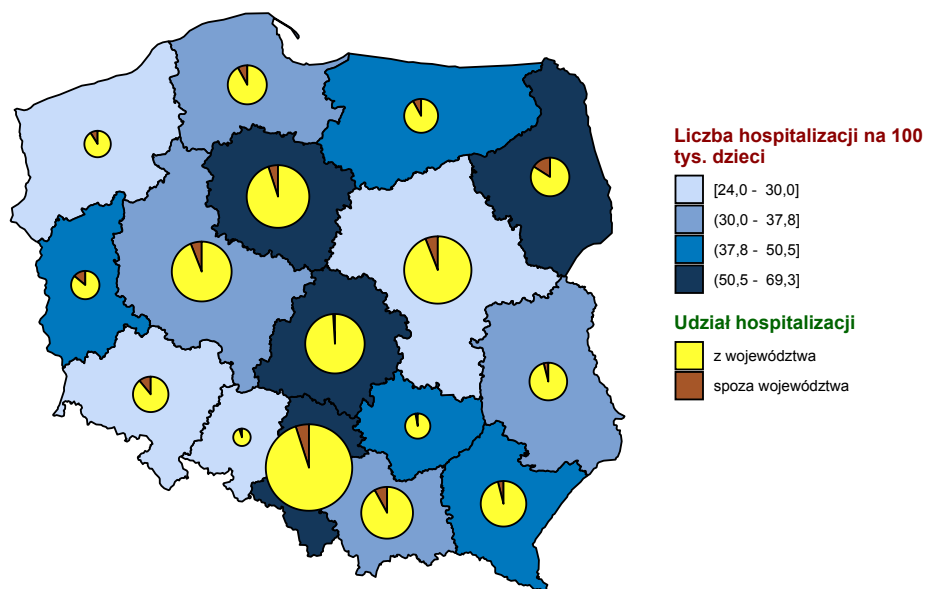 Liczba hospitalizacji na 100
tys. dzieci
[24,0 - 30,0]
(30,0 - 37,8]
(37,8 - 50,5]
(50,5 - 69,3]
Udział hospitalizacji
z województwa
spoza województwa